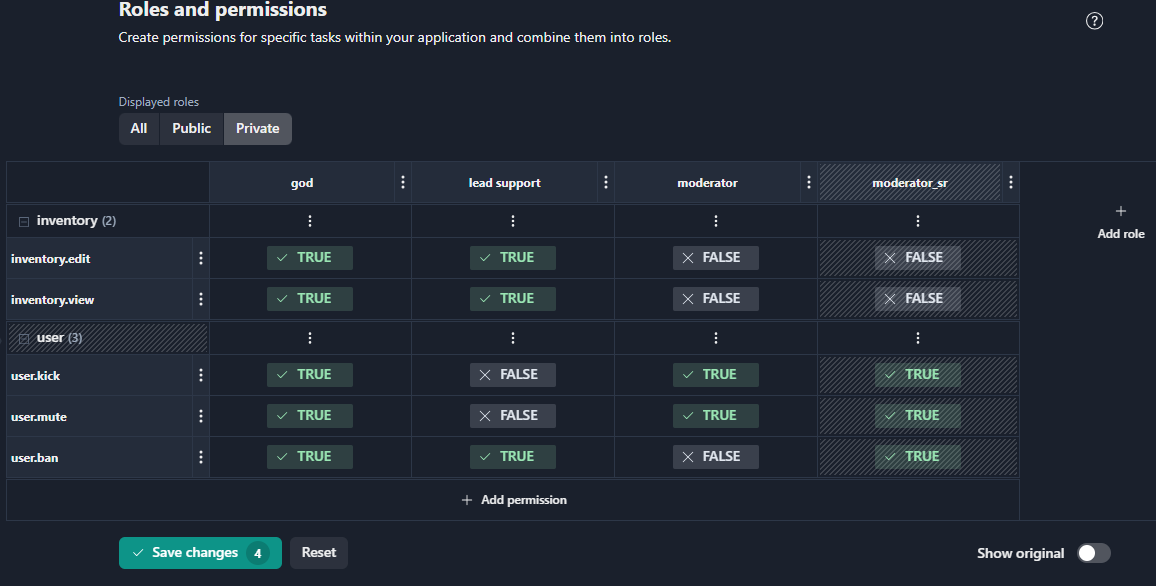 Roles and permissions
?
Create permissions for specific tasks within your application and combine them into roles.
Displayed roles
All Public Private
god lead support moderator moderator_sr
inventory (2)
Add role
inventory.edit TRUE TRUE FALSE FALSE
inventory.view TRUE TRUE FALSE FALSE
user (3)
user.kick TRUE FALSE TRUE TRUE
user.mute TRUE FALSE TRUE TRUE
user.ban TRUE TRUE FALSE TRUE
Add permission
Save changes 4 Reset Show original